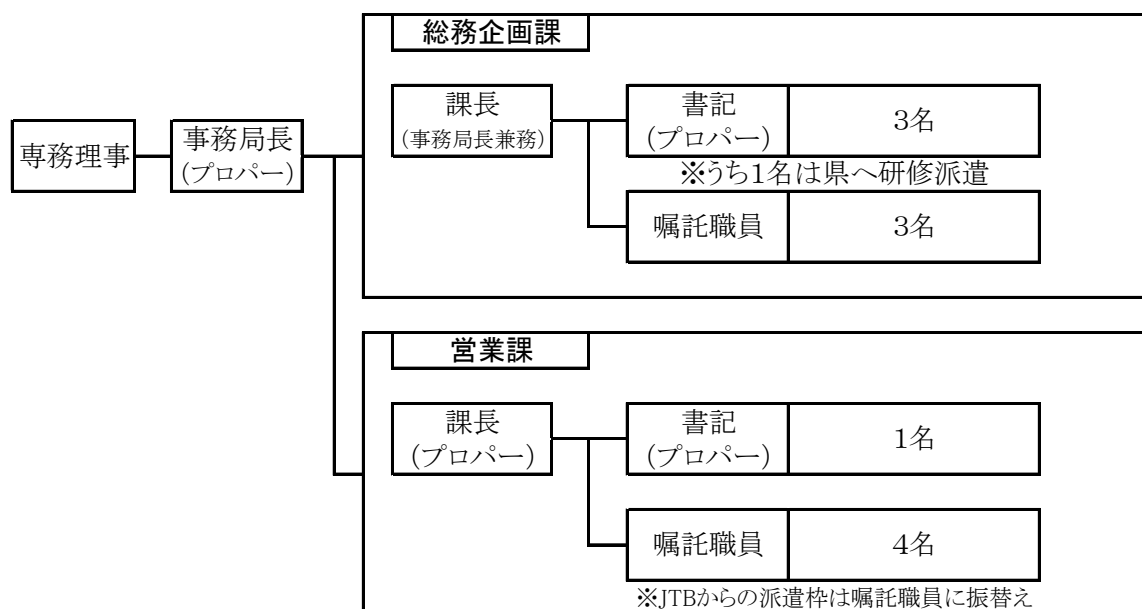 総務企画課
専務理事
事務局長
(プロパー)
課長
(事務局長兼務)
書記
(プロパー)
3名
※うち1名は県へ研修派遣
嘱託職員
3名
営業課
課長
(プロパー)
書記
(プロパー)
1名
嘱託職員
4名
※JTBからの派遣枠は嘱託職員に振替え